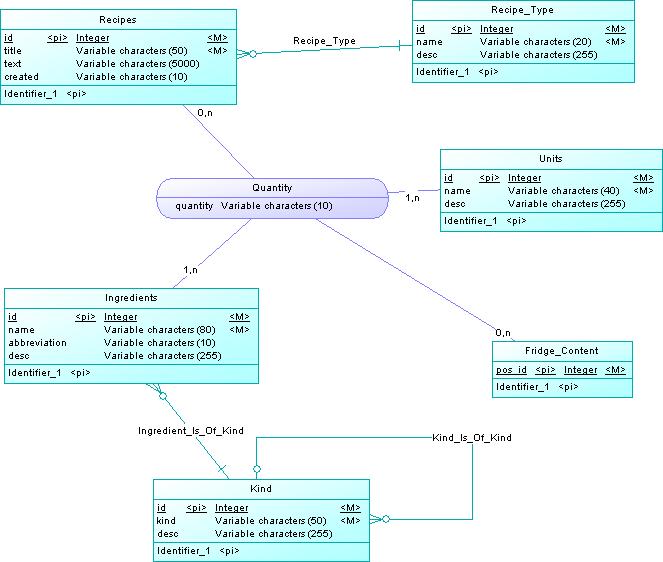 Recipes
id <pi> Integer <M>
title Variable characters (50) <M>
text Variable characters (5000)
created Variable characters (10)
Identifier_1 <pi>
Recipe_Type
Recipe_Type
id <pi> Integer <M>
name Variable characters (20) <M>
desc Variable characters (255)
Identifier_1 <pi>
0,n
Quantity
quantity Variable characters (10)
1,n
Units
id <pi> Integer <M>
name Variable characters (40) <M>
desc Variable characters (255)
Identifier_1 <pi>
1,n
Ingredients
id <pi> Integer <M>
name Variable characters (80) <M>
abbreviation Variable characters (10)
desc Variable characters (255)
Identifier_1 <pi>
0,n
Fridge_Content
pos_id <pi> Integer <M>
Identifier_1 <pi>
Ingredient_Is_Of_Kind
Kind_Is_Of_Kind
Kind
id <pi> Integer <M>
kind Variable characters (50) <M>
desc Variable characters (255)
Identifier_1 <pi>